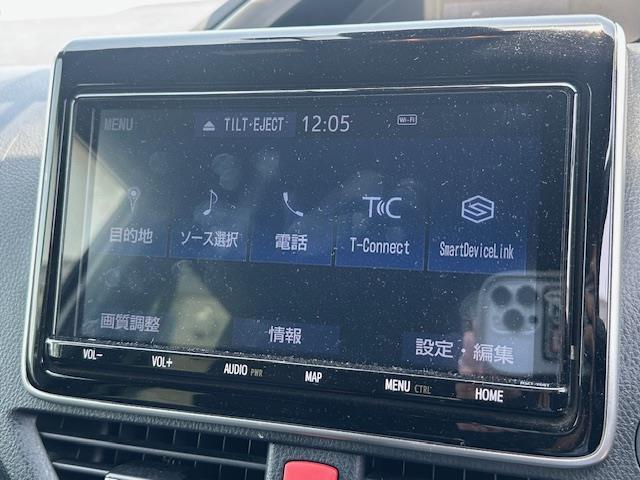 MENU
TILT·EJECT
12:05
Wi-Fi
目的地
ソース選択
電話
T-Connect
SmartDeviceLink
画質調整
情報
設定・編集
VOL-
VOL+
AUDIO PWR
MAP
MENU CTRL
HOME